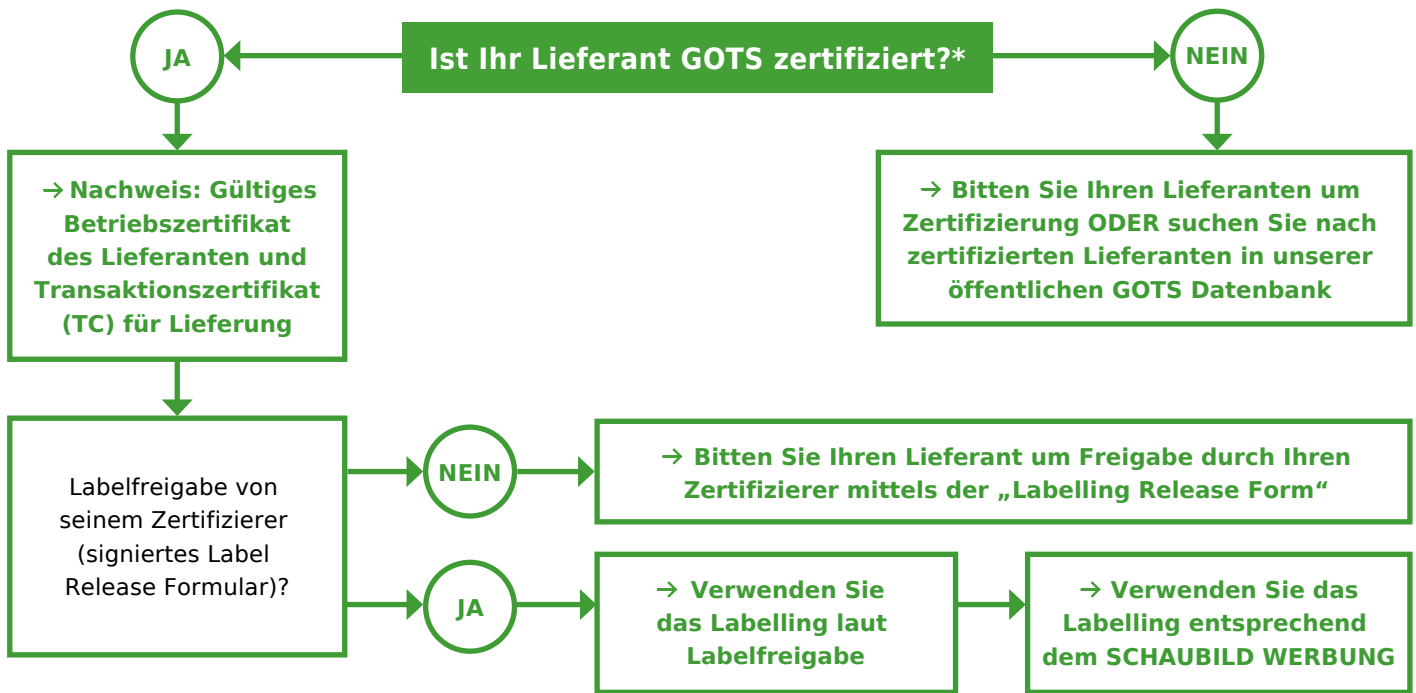 Ist Ihr Lieferant GOTS zertifiziert?*
JA
NEIN
→ Nachweis: Gültiges
Betriebszertifikat
des Lieferanten und
Transaktionszertifikat
(TC) für Lieferung
→ Bitten Sie Ihren Lieferanten um
Zertifizierung ODER suchen Sie nach
zertifizierten Lieferanten in unserer
öffentlichen GOTS Datenbank
Labelfreigabe von
seinem Zertifizierer
(signiertes Label
Release Formular)?
NEIN
→ Bitten Sie Ihren Lieferant um Freigabe durch Ihren
Zertifizierer mittels der „Labelling Release Form“
JA
→ Verwenden Sie
das Labelling laut
Labelfreigabe
→ Verwenden Sie das
Labelling entsprechend
dem SCHAUBILD WERBUNG